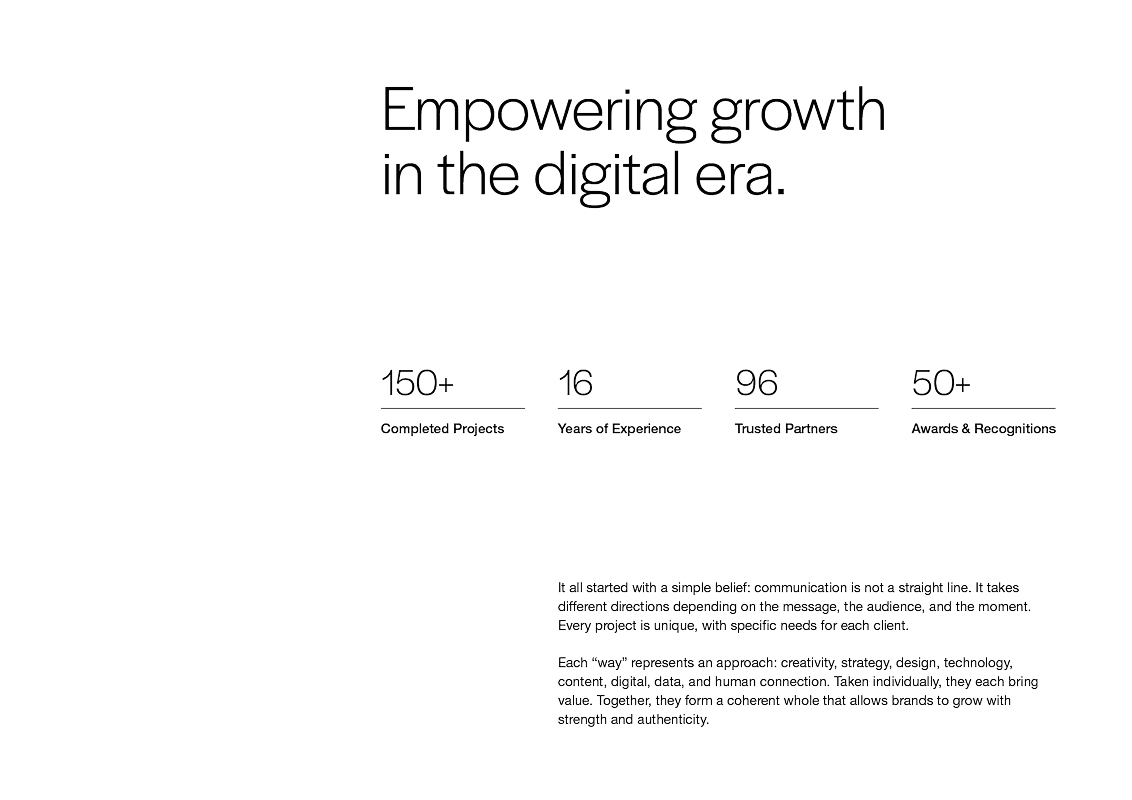 Empowering growth
in the digital era.
150+
16
96
50+
Completed Projects
Years of Experience
Trusted Partners
Awards & Recognitions
It all started with a simple belief: communication is not a straight line. It takes
different directions depending on the message, the audience, and the moment.
Every project is unique, with specific needs for each client.
Each “way” represents an approach: creativity, strategy, design, technology,
content, digital, data, and human connection. Taken individually, they each bring
value. Together, they form a coherent whole that allows brands to grow with
strength and authenticity.